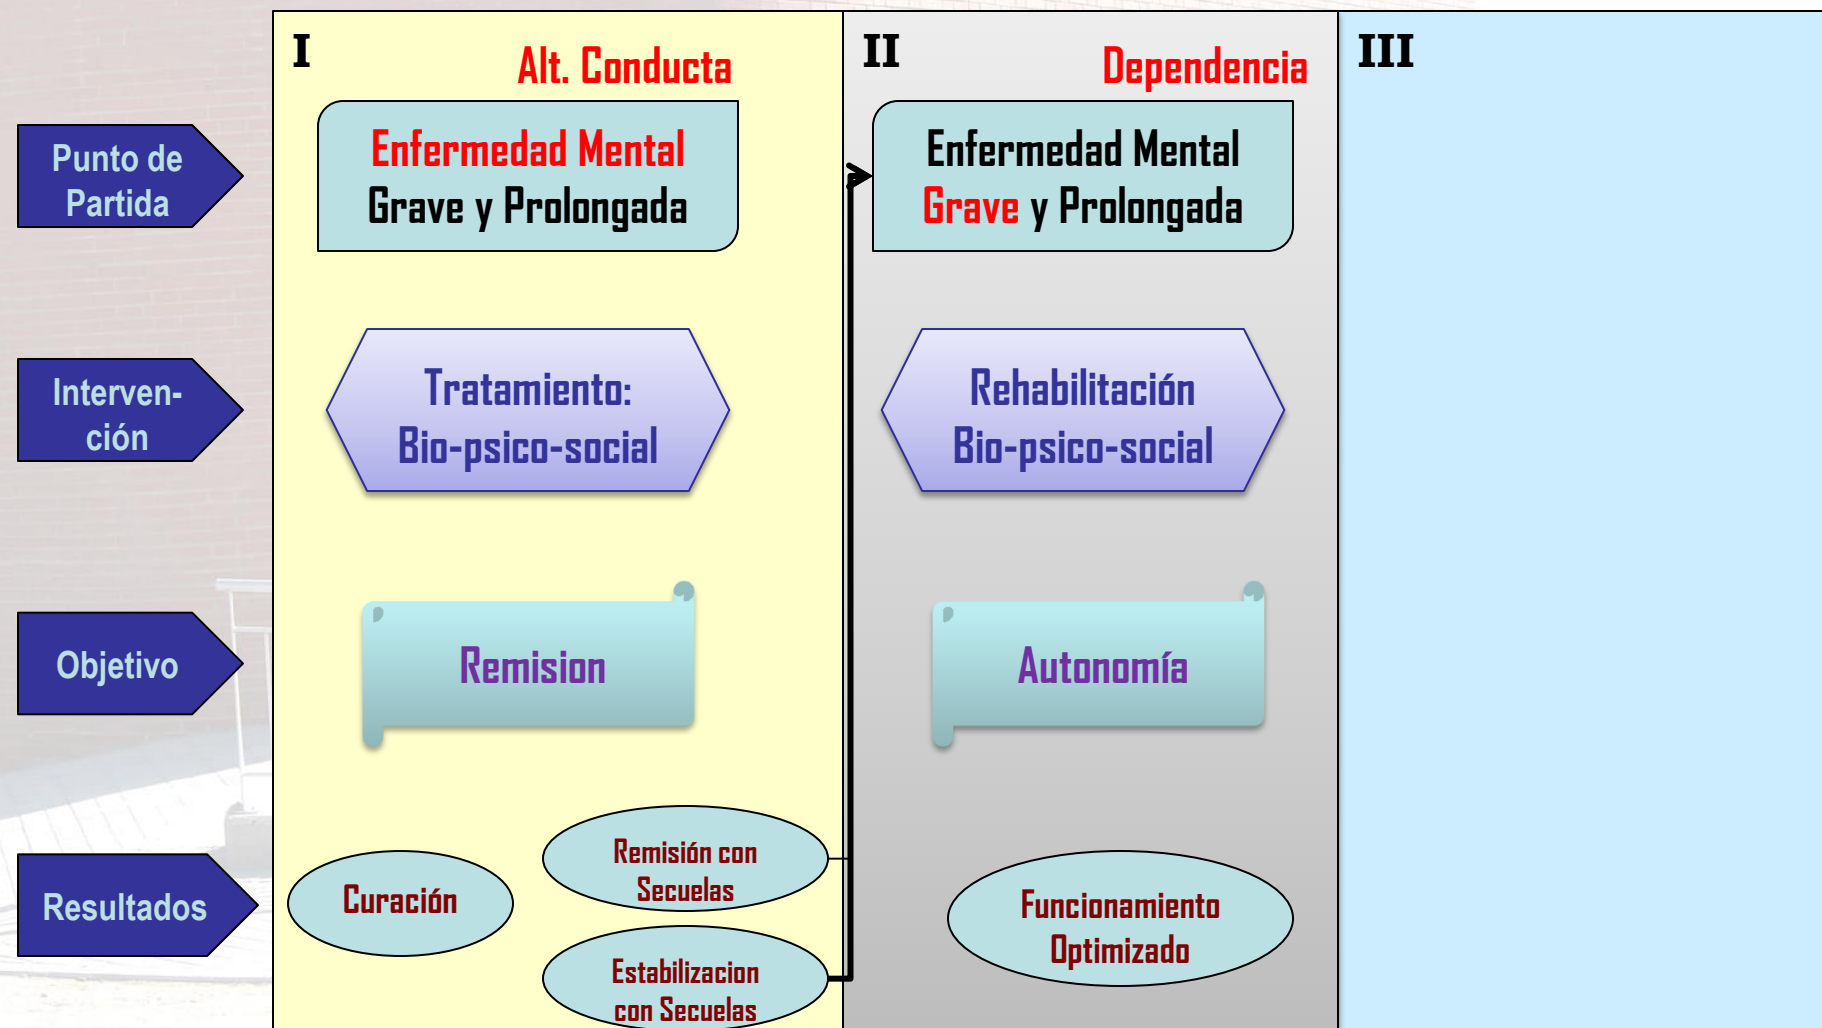 I
Alt. Conducta
II
Dependencia
III
Punto de
Partida
Enfermedad Mental
Grave y Prolongada
Enfermedad Mental
Grave y Prolongada
Interven-
ción
Tratamiento:
Bio-psico-social
Rehabilitación
Bio-psico-social
Objetivo
Remision
Autonomía
Resultados
Curación
Remisión con
Secuelas
Estabilizacion
con Secuelas
Funcionamiento
Optimizado